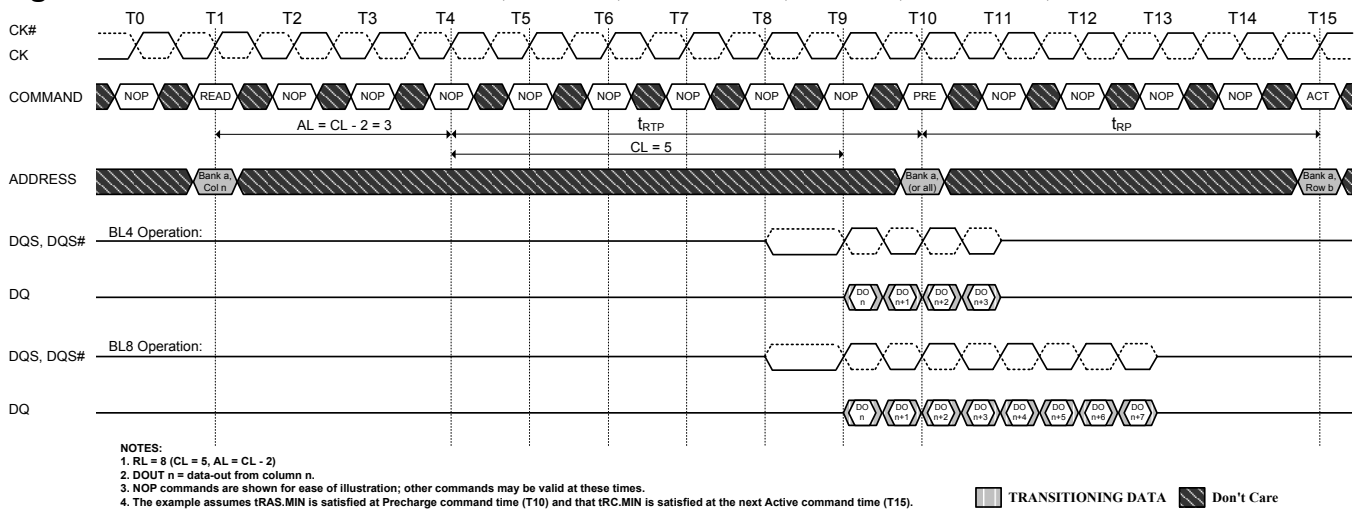 T0 T1 T2 T3 T4 T5 T6 T7 T8 T9 T10 T11 T12 T13 T14 T15
CK#
CK
COMMAND NOP READ NOP NOP NOP NOP NOP NOP NOP NOP PRE NOP NOP NOP NOP ACT
AL = CL - 2 = 3 tRTP tRP
CL = 5
ADDRESS Bank a, Col n Bank a, (or all) Bank a, Row b
BL4 Operation:
DQS, DQS#
DQ DO n DO n+1 DO n+2 DO n+3
BL8 Operation:
DQS, DQS#
DQ DO n DO n+1 DO n+2 DO n+3 DO n+4 DO n+5 DO n+6 DO n+7
NOTES:
1. RL = 8 (CL = 5, AL = CL - 2)
2. DOUT n = data-out from column n.
3. NOP commands are shown for ease of illustration; other commands may be valid at these times.
4. The example assumes tRAS.MIN is satisfied at Precharge command time (T10) and that tRC.MIN is satisfied at the next Active command time (T15).
TRANSITIONING DATA Don't Care